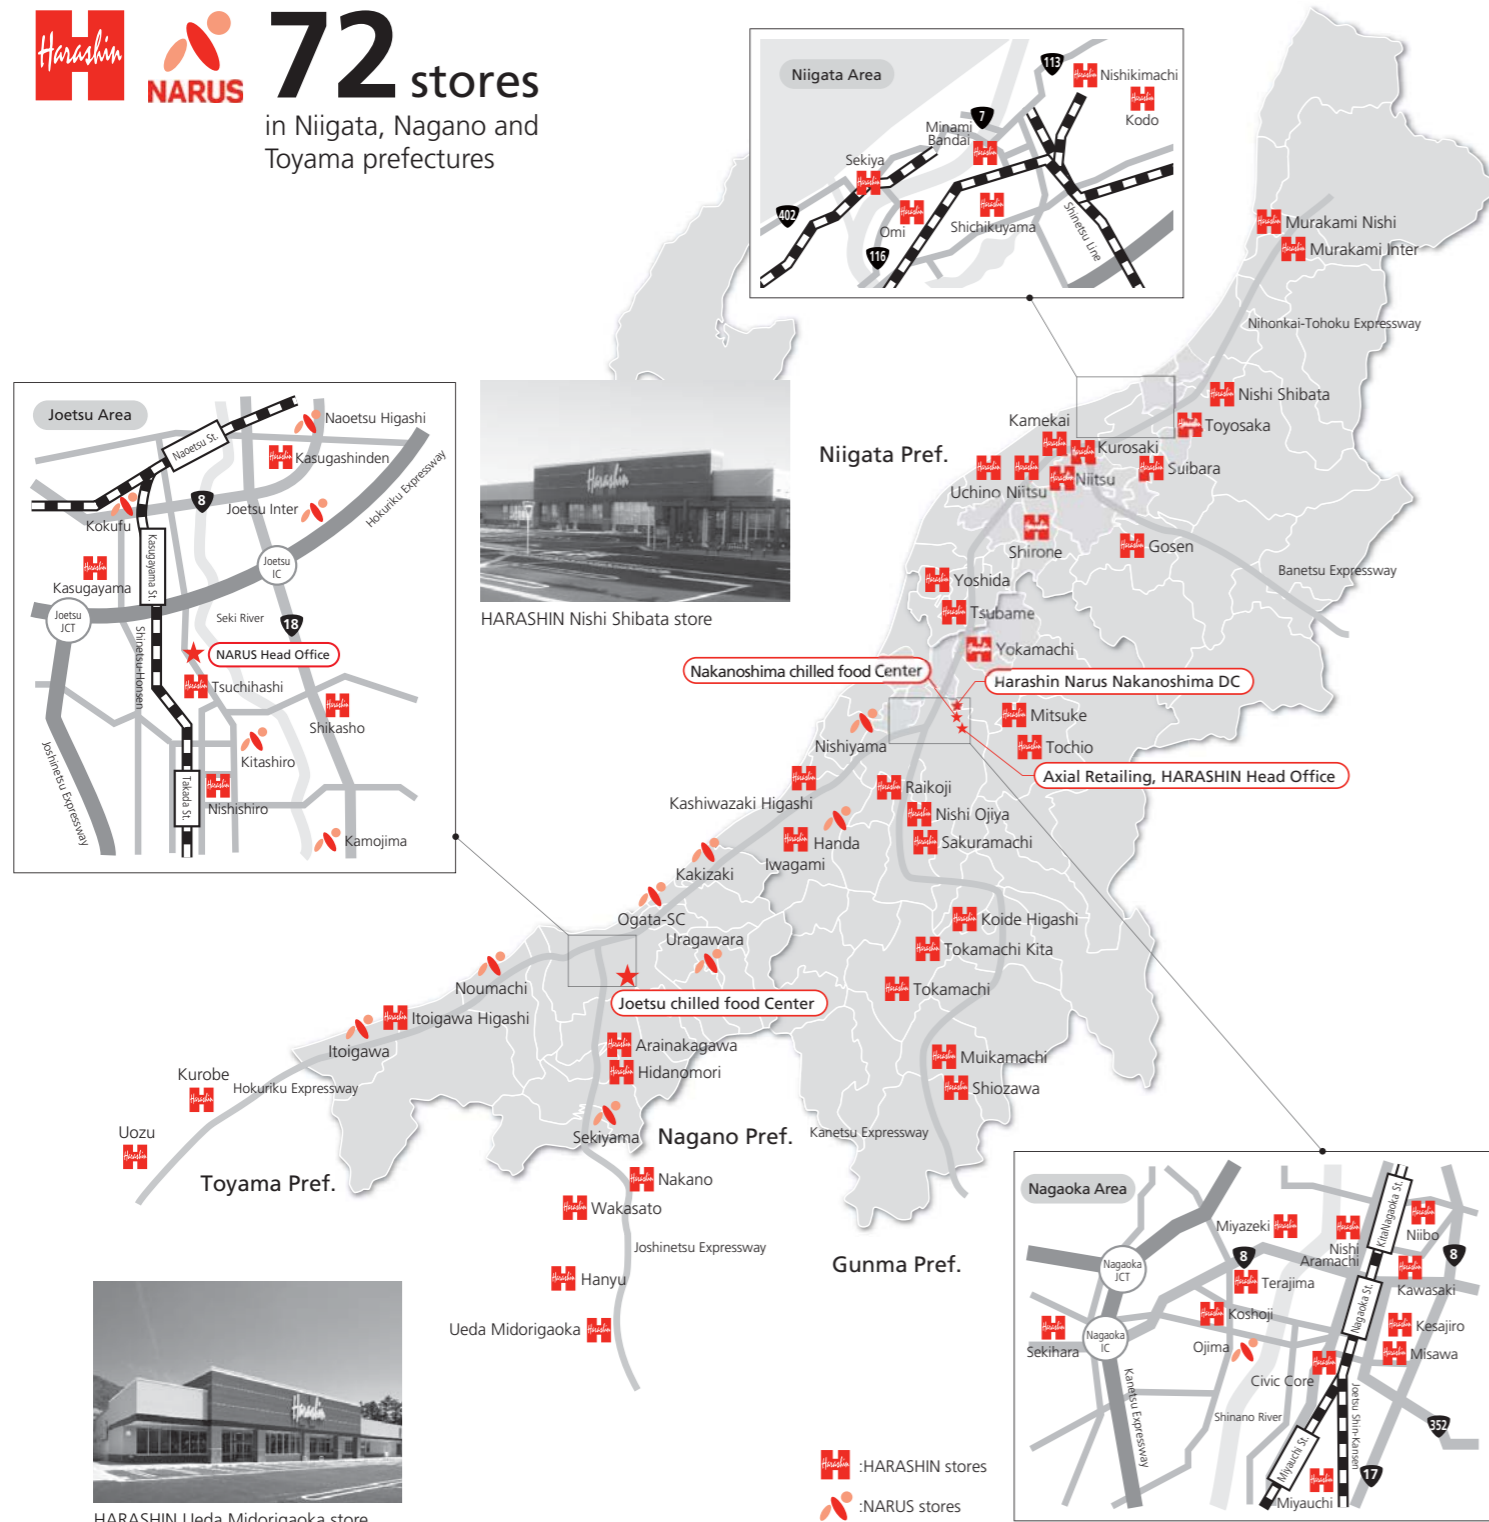 Harashin
NARUS
72 stores
in Niigata, Nagano and
Toyama prefectures
Niigata Area
113
Nishikimachi
Kodo
7
Minami
Bandai
Sekiya
402
Omi
Shichikuyama
116
Shinetsu Line
Murakami Nishi
Murakami Inter
Nihonkai-Tohoku Expressway
Nishi Shibata
Toyosaka
Kamekai
Kurosaki
Suibara
Uchino
Niitsu
Niitsu
Shirone
Gosen
Banetsu Expressway
Niigata Pref.
Yoshida
Tsubame
Yokamachi
Nakanoshima chilled food Center
Harashin Narus Nakanoshima DC
Mitsuke
Tochio
Axial Retailing, HARASHIN Head Office
Nishiyama
Kashiwazaki Higashi
Raikoji
Nishi Ojiya
Sakuramachi
Handa
Iwagami
Kakizaki
Ogata-SC
Uragawara
Koide Higashi
Tokamachi Kita
Tokamachi
Noumachi
Joetsu chilled food Center
Itoigawa Higashi
Itoigawa
Arainakagawa
Hidanomori
Muikamachi
Shiozawa
Kurobe
Hokuriku Expressway
Uozu
Sekiyama
Nagano Pref.
Kanetsu Expressway
Toyama Pref.
Nakano
Wakasato
Joshinetsu Expressway
Hanyu
Gunma Pref.
Ueda Midorigaoka
Joetsu Area
Naoetsu Higashi
Naoetsu St.
Kasugashinden
Hokuriku Expressway
8
Joetsu Inter
Kokufu
Kasugayama St.
Joetsu
IC
Kasugayama
Joetsu
JCT
Seki River
18
Shinetsu-Honsen
NARUS Head Office
Tsuchihashi
Shikasho
Kitashiro
Joshinetsu Expressway
Takada St.
Nishishiro
Kamojima
Harashin
HARASHIN Nishi Shibata store
Harashin
HARASHIN Ueda Midorigaoka store
:HARASHIN stores
:NARUS stores
Nagaoka Area
Miyazeki
Nishi
Aramachi
KitaNagaoka St.
Niibo
8
8
Nagaoka
JCT
Terajima
Kawasaki
Koshoji
Nagaoka St.
Kesajiro
Sekihara
Nagaoka
IC
Ojima
Misawa
Civic Core
Kanetsu Expressway
Shinano River
Joetsu Shin-Kansen
352
Miyauchi St.
17
Miyauchi